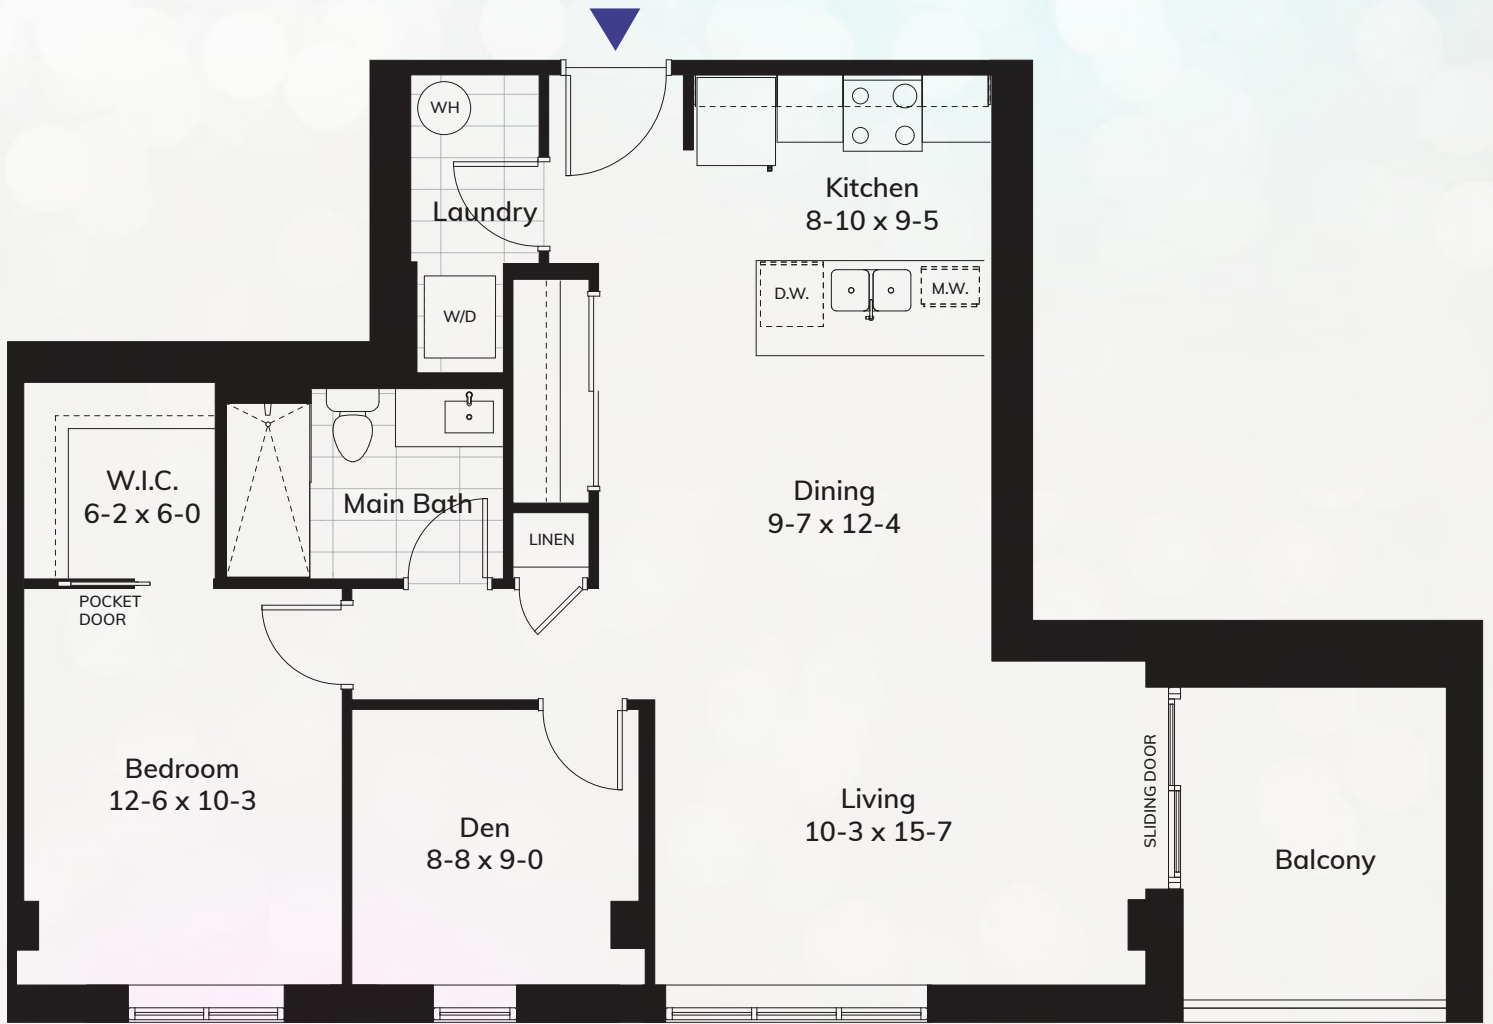 WH
Laundry
W/D
Kitchen
8-10 x 9-5
D.W.
M.W.
W.I.C.
6-2 x 6-0
Main Bath
LINEN
Dining
9-7 x 12-4
POCKET
DOOR
Bedroom
12-6 x 10-3
Den
8-8 x 9-0
Living
10-3 x 15-7
SLIDING DOOR
Balcony